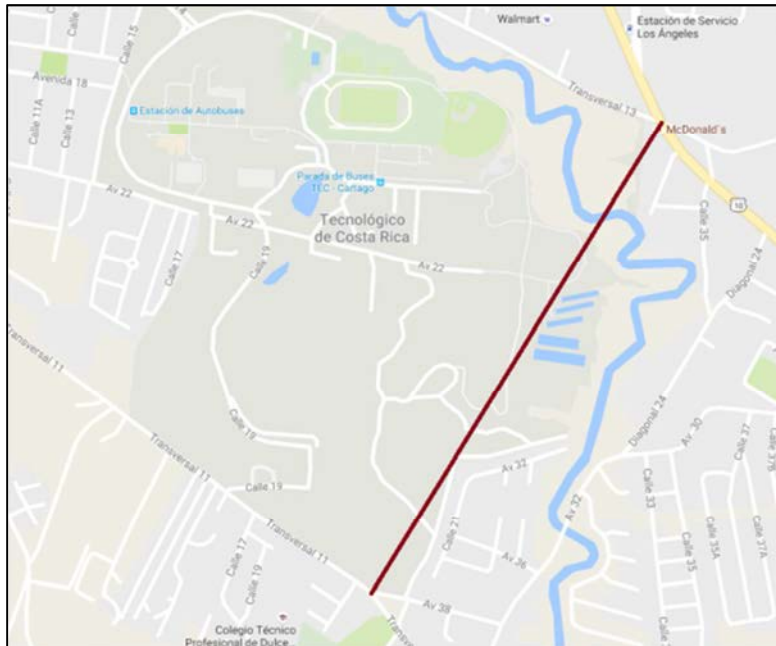 Walmart
Estación de Servicio
Los Ángeles
Calle 15
Avenida 18
Calle 11A
Calle 13
Estación de Autobuses
Transversal 13
McDonald's
Parada de Buses
TEC - Cartago
Av 22
Calle 17
Av 22
Tecnológico
de Costa Rica
Calle 19
Av 22
Calle 35
10
Diagonal 24
Transversal 11
Calle 19
Diagonal 24
Av 30
Calle 37
Calle 37B
Transversal 11
Calle 19
Av 32
Av 32
Calle 33
Calle 35A
Calle 37A
Calle 35
Transversal 11
Calle 17
Calle 19
Calle 21
Av 36
Av 38
Colegio Técnico
Profesional de Dulce...